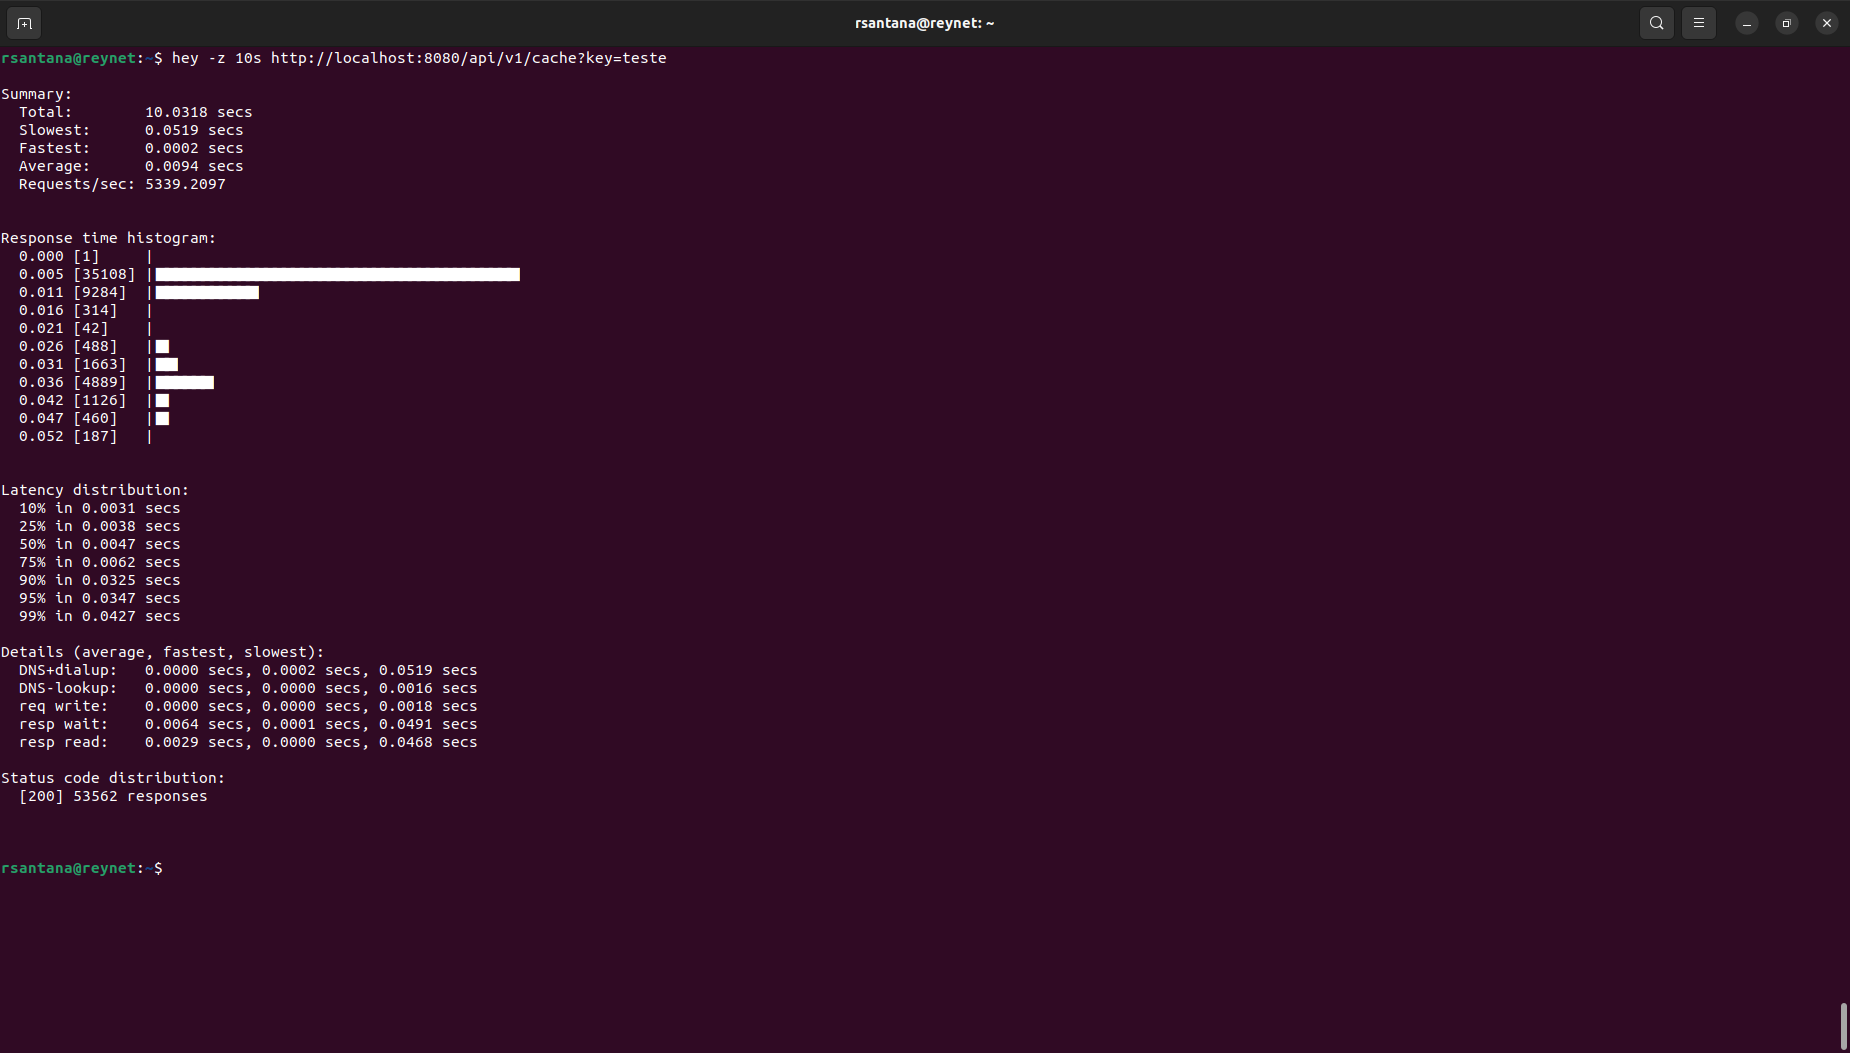 rsantana@reynet: ~
rsantana@reynet:~$ hey -z 10s http://localhost:8080/api/v1/cache?key=teste
Summary:
  Total:        10.0318 secs
  Slowest:      0.0519 secs
  Fastest:      0.0002 secs
  Average:      0.0094 secs
  Requests/sec: 5339.2097
Response time histogram:
  0.000 [1]     |
  0.005 [35108] |
  0.011 [9284]  |
  0.016 [314]   |
  0.021 [42]    |
  0.026 [488]   |
  0.031 [1663]  |
  0.036 [4889]  |
  0.042 [1126]  |
  0.047 [460]   |
  0.052 [187]   |
Latency distribution:
  10% in 0.0031 secs
  25% in 0.0038 secs
  50% in 0.0047 secs
  75% in 0.0062 secs
  90% in 0.0325 secs
  95% in 0.0347 secs
  99% in 0.0427 secs
Details (average, fastest, slowest):
  DNS+dialup:   0.0000 secs, 0.0002 secs, 0.0519 secs
  DNS-lookup:   0.0000 secs, 0.0000 secs, 0.0016 secs
  req write:    0.0000 secs, 0.0000 secs, 0.0018 secs
  resp wait:    0.0064 secs, 0.0001 secs, 0.0491 secs
  resp read:    0.0029 secs, 0.0000 secs, 0.0468 secs
Status code distribution:
  [200] 53562 responses
rsantana@reynet:~$